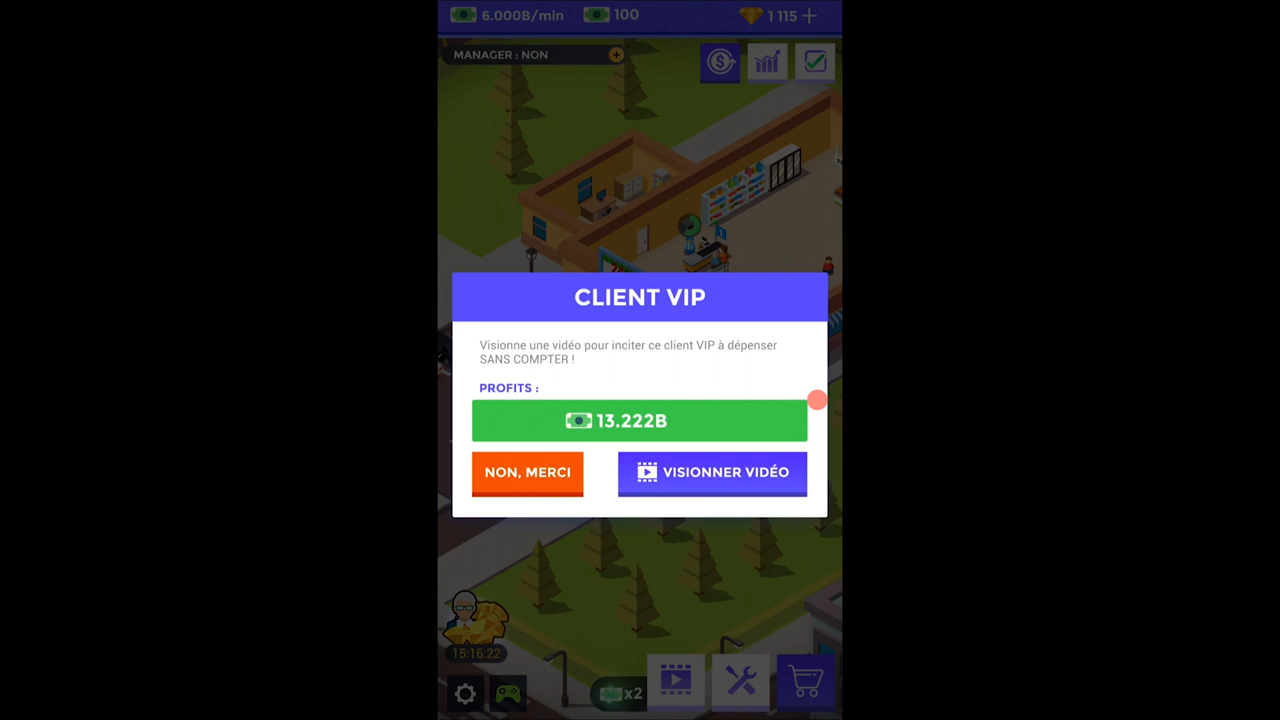 6.000B/min
100
1 115
MANAGER : NON
CLIENT VIP
Visionne une vidéo pour inciter ce client VIP à dépenser
SANS COMPTER !
PROFITS :
13.222B
NON, MERCI
VISIONNER VIDÉO
15:16:22
x2